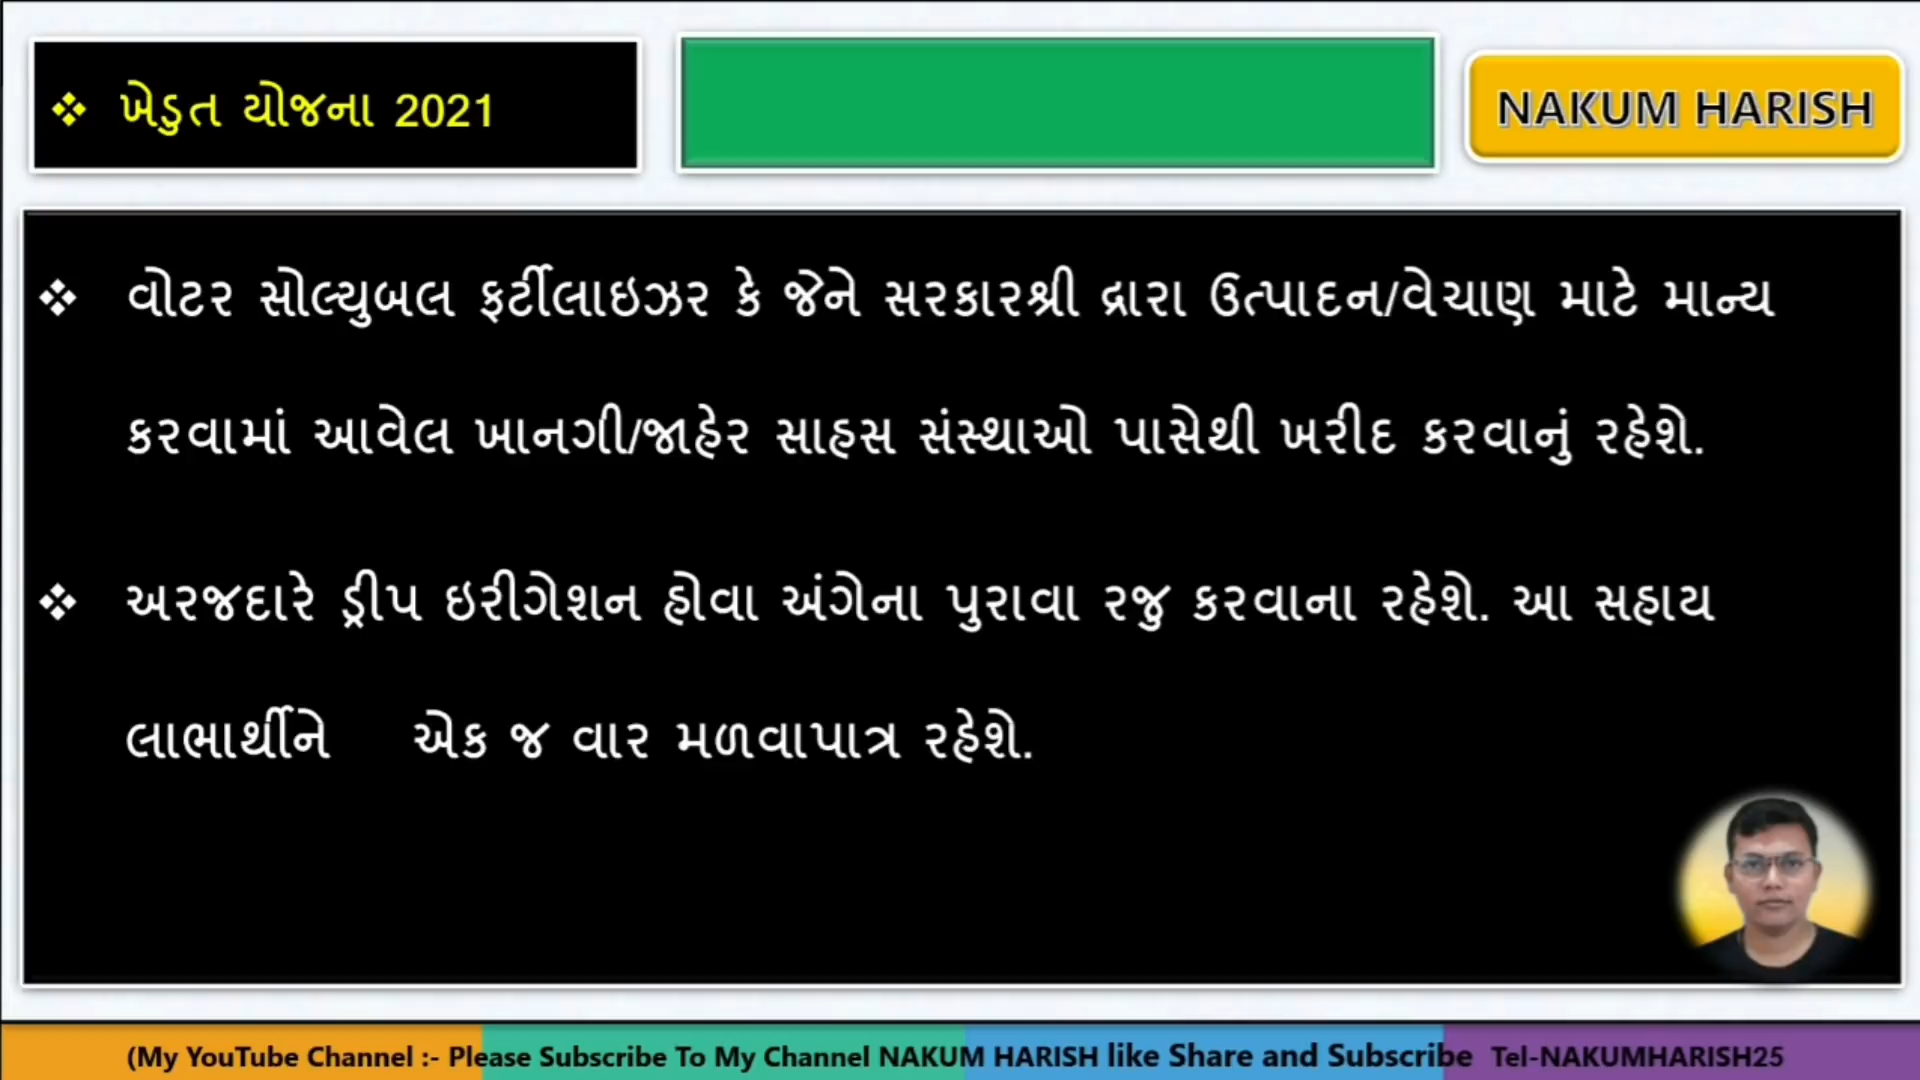 ❖ ખેડુત યોજના 2021
NAKUM HARISH
❖ વોટર સોલ્યુબલ ફર્ટીલાઇઝર કે જેને સરકારશ્રી દ્રારા ઉત્પાદન/વેચાણ માટે માન્ય
કરવામાં આવેલ ખાનગી/જાહેર સાહસ સંસ્થાઓ પાસેથી ખરીદ કરવાનું રહેશે.
❖ અરજદારે ડ્રીપ ઇરીગેશન હોવા અંગેના પુરાવા રજુ કરવાના રહેશે. આ સહાય
લાભાર્થીને એક જ વાર મળવાપાત્ર રહેશે.
(My YouTube Channel :- Please Subscribe To My Channel NAKUM HARISH like Share and Subscribe Tel-NAKUMHARISH25